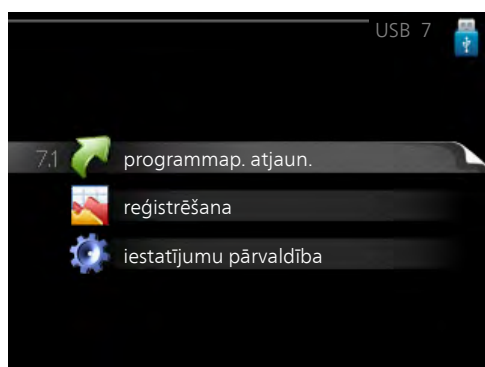 USB 7
7.1 programmap. atjaun.
reģistrēšana
iestatījumu pārvaldība